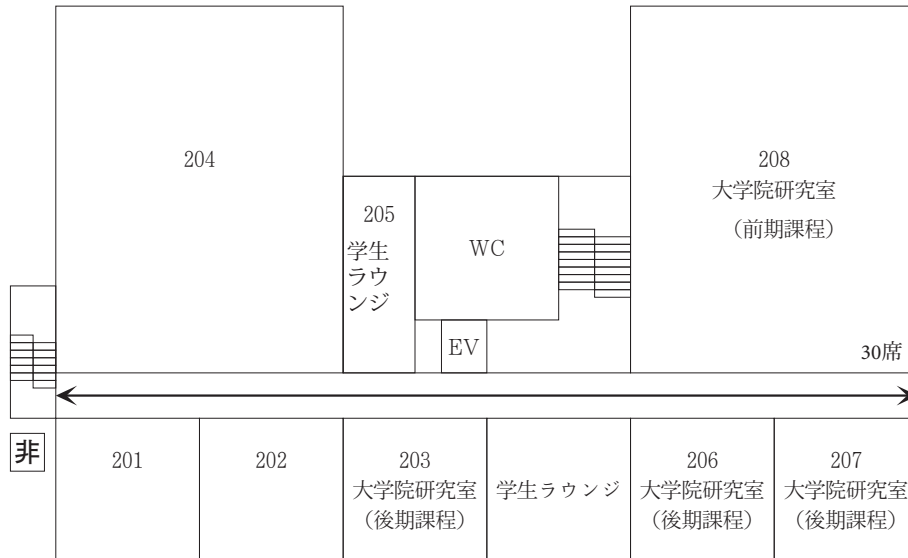 204
208
大学院研究室
（前期課程）
30席
205
学生
ラウ
ンジ
WC
EV
非
201
202
203
大学院研究室
（後期課程）
学生ラウンジ
206
大学院研究室
（後期課程）
207
大学院研究室
（後期課程）